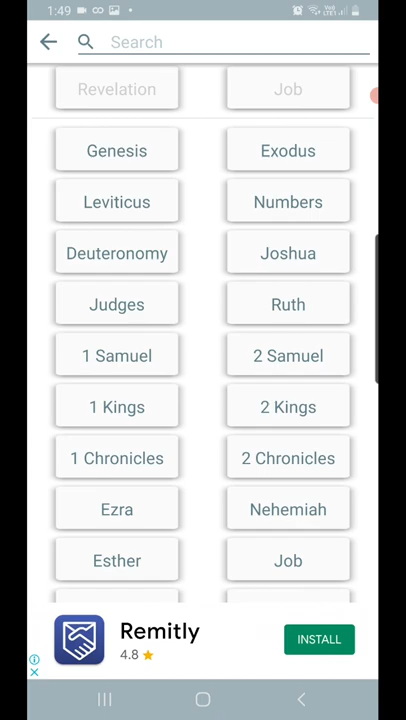 1:49
Search
Revelation Job
Genesis Exodus
Leviticus Numbers
Deuteronomy Joshua
Judges Ruth
1 Samuel 2 Samuel
1 Kings 2 Kings
1 Chronicles 2 Chronicles
Ezra Nehemiah
Esther Job
Remitly
4.8
INSTALL